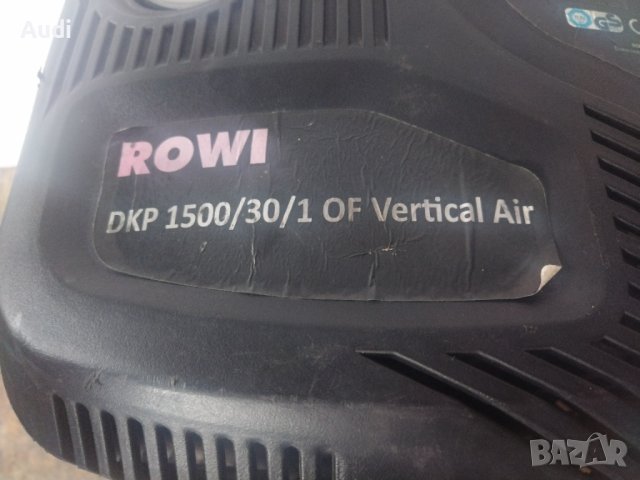 Audi
ROWI
DKP 1500/30/1 OF Vertical Air
BAZAR